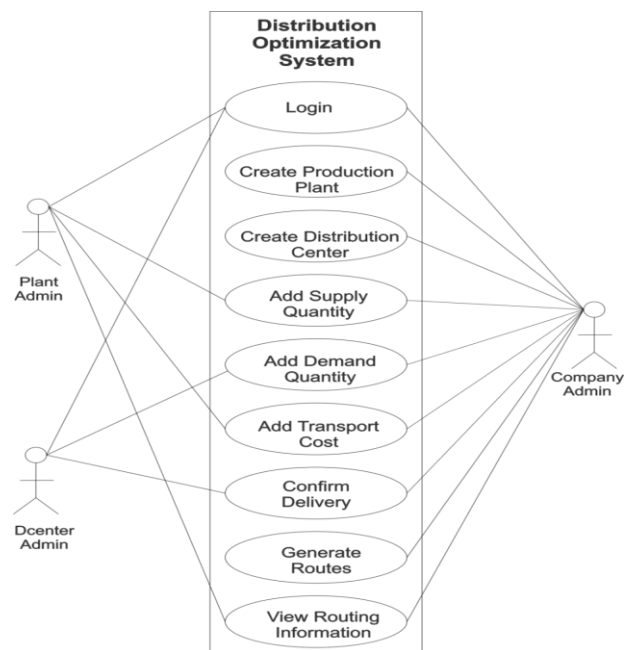 Distribution
Optimization
System
Login
Create Production
Plant
Create Distribution
Center
Plant
Admin
Add Supply
Quantity
Add Demand
Quantity
Company
Admin
Add Transport
Cost
Confirm
Delivery
Dcenter
Admin
Generate
Routes
View Routing
Information